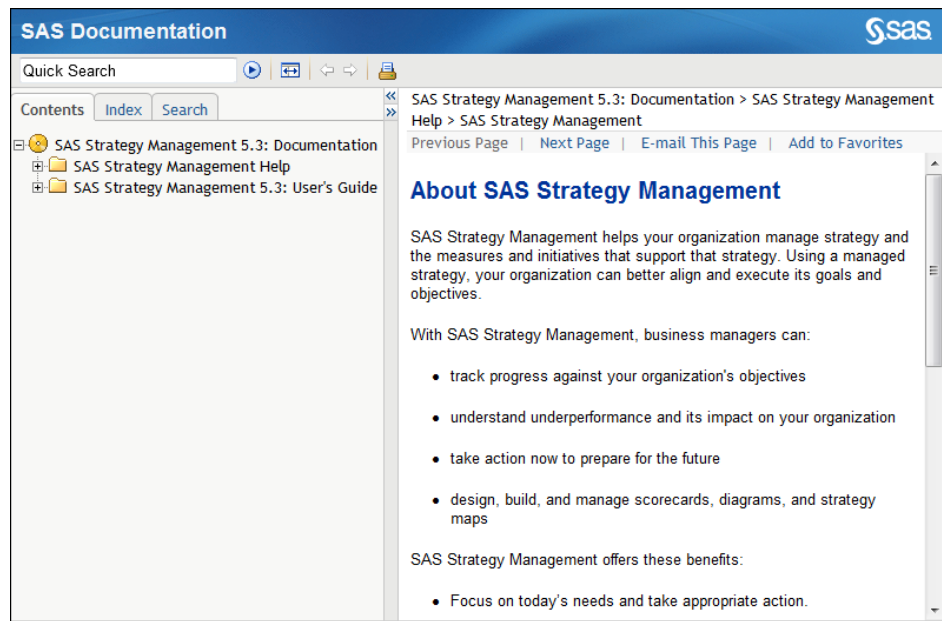 SAS Documentation
sas
Quick Search
Contents Index Search
SAS Strategy Management 5.3: Documentation
SAS Strategy Management Help
SAS Strategy Management 5.3: User's Guide
SAS Strategy Management 5.3: Documentation > SAS Strategy Management
Help > SAS Strategy Management
Previous Page | Next Page | E-mail This Page | Add to Favorites
About SAS Strategy Management
SAS Strategy Management helps your organization manage strategy and
the measures and initiatives that support that strategy. Using a managed
strategy, your organization can better align and execute its goals and
objectives.
With SAS Strategy Management, business managers can:
• track progress against your organization's objectives
• understand underperformance and its impact on your organization
• take action now to prepare for the future
• design, build, and manage scorecards, diagrams, and strategy
maps
SAS Strategy Management offers these benefits:
• Focus on today's needs and take appropriate action.